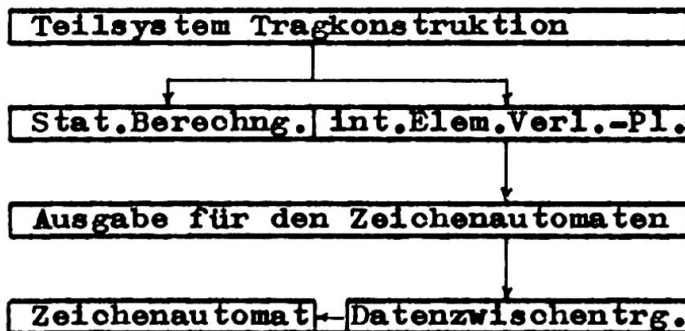 Teilsystem Tragkonstruktion
Stat.Berechng. int.Elem.Verl.-Pl.
Ausgabe für den Zeichenautomaten
Zeichenautomat Datenzwischentrg.